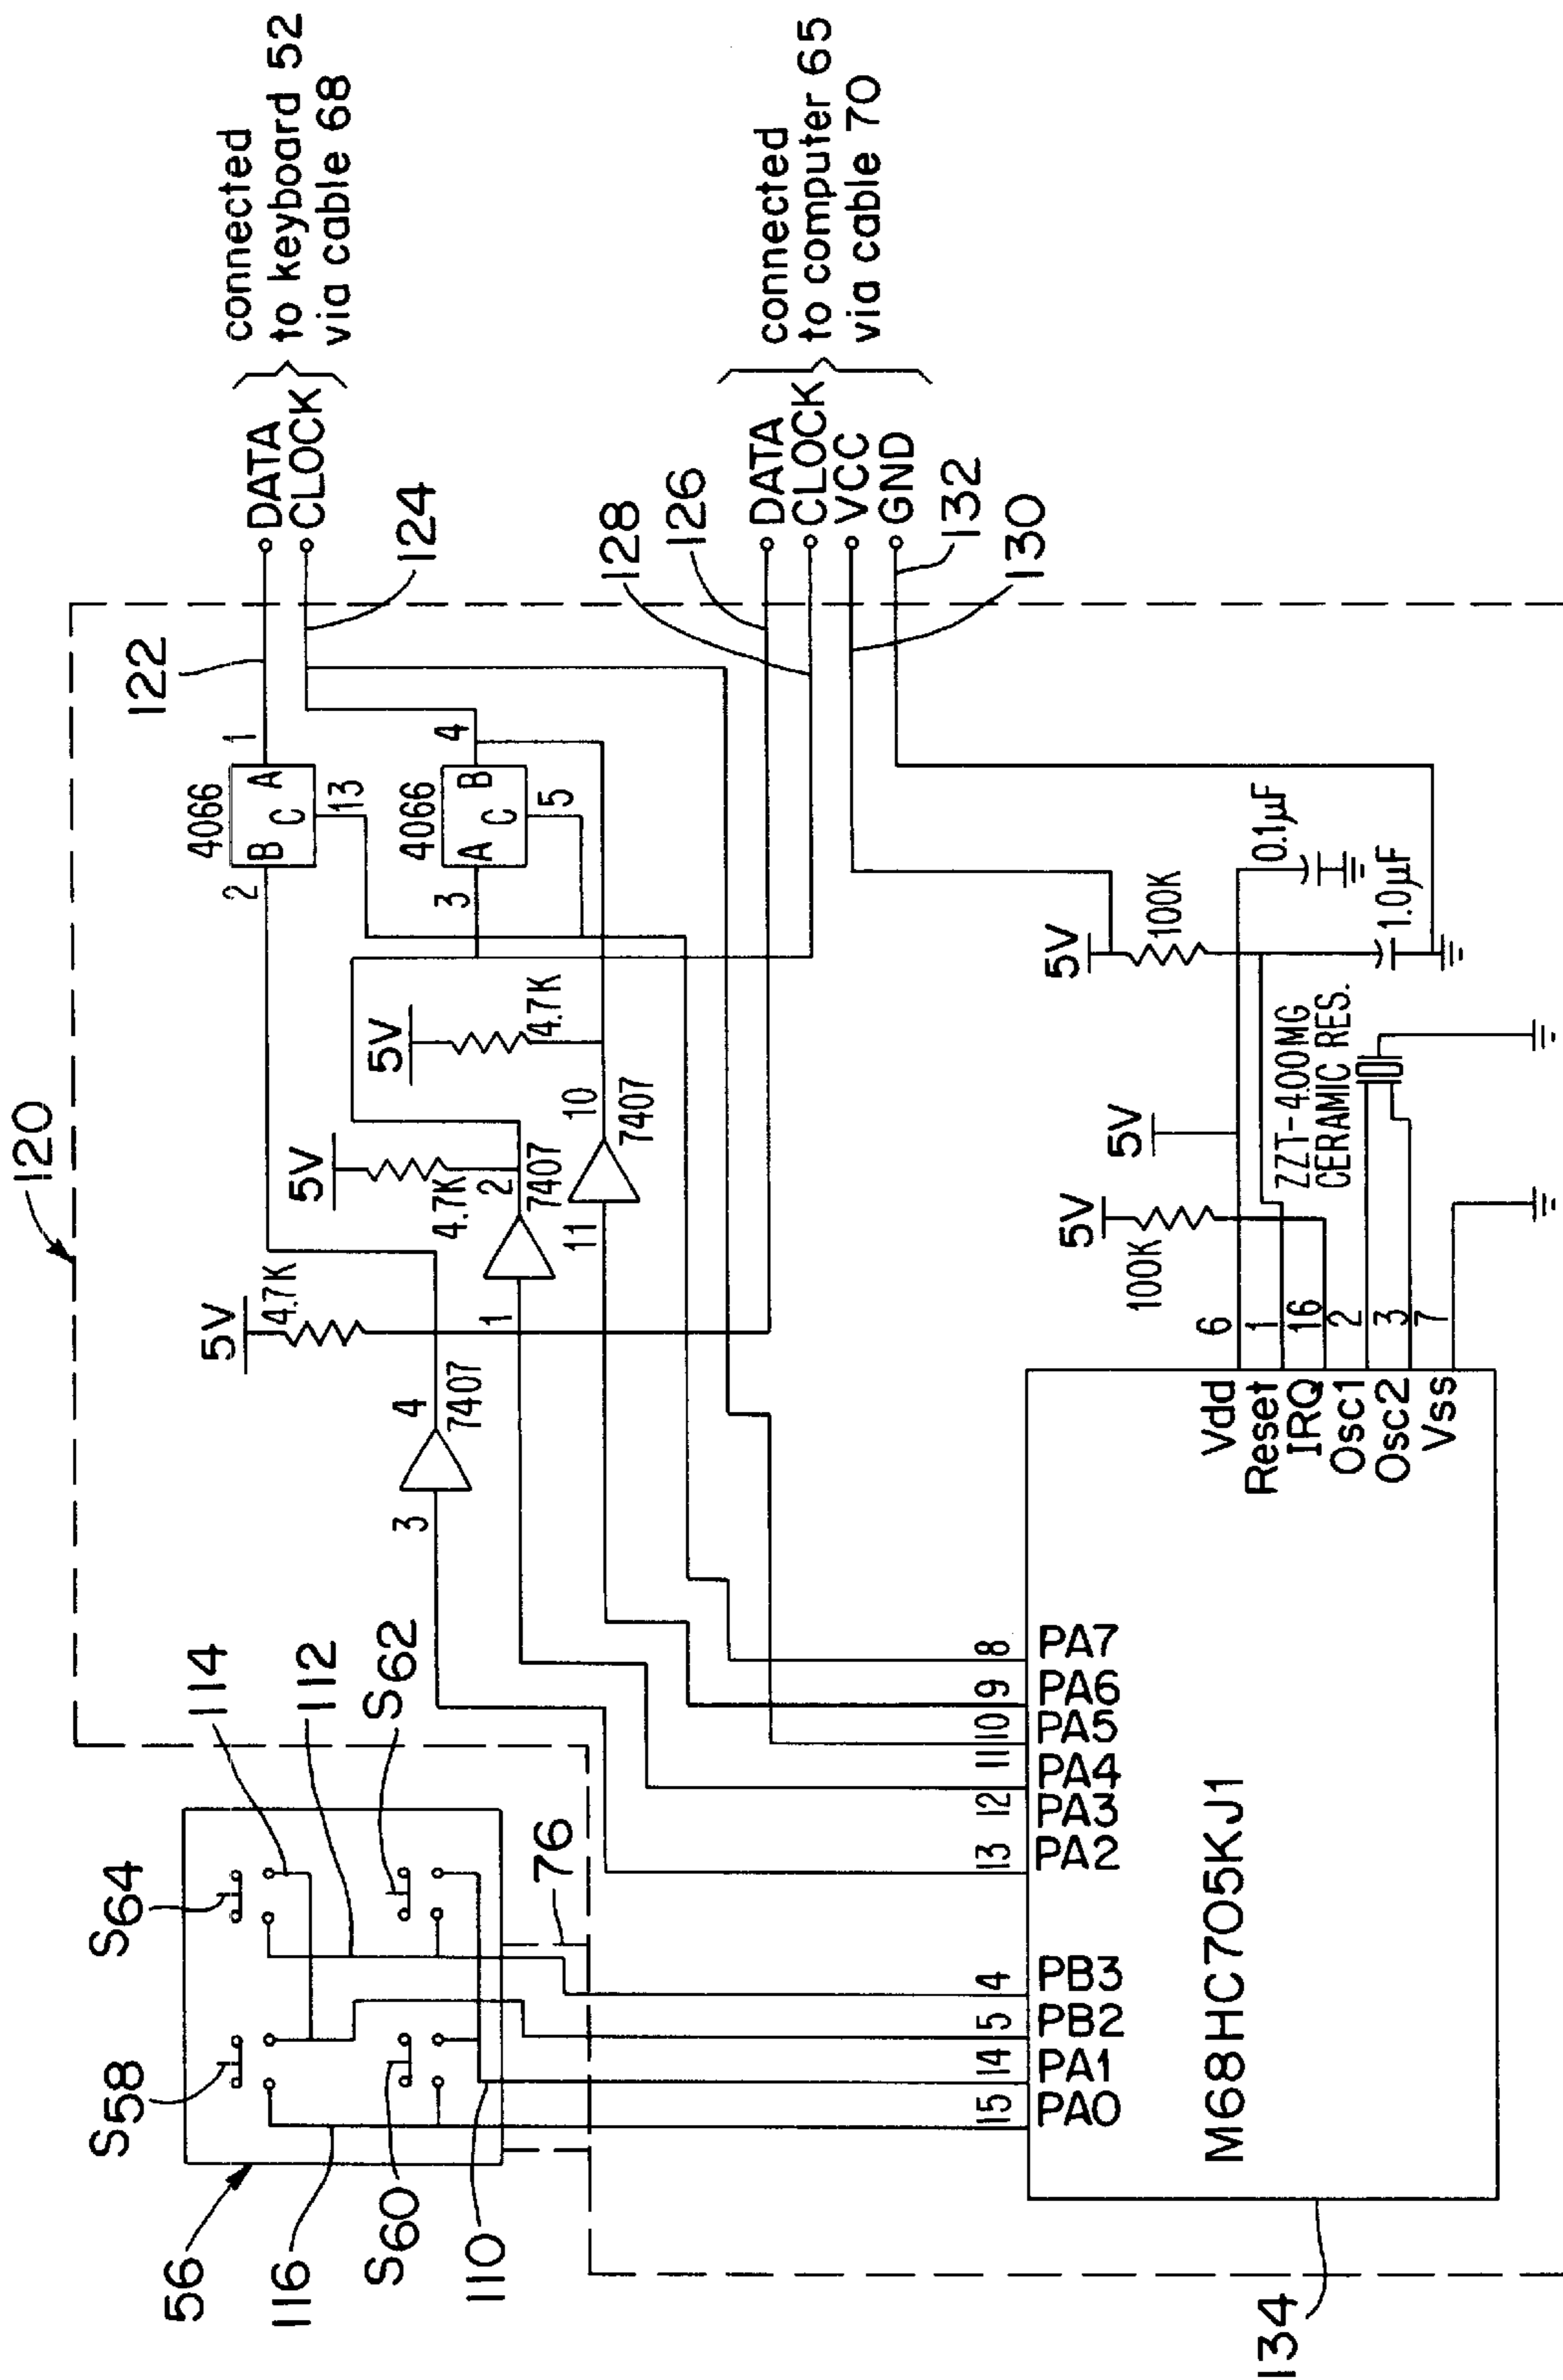 120
56
S58
S64
114
112
S62
116
S60
110
76
122
124
DATA
CLOCK
connected
to keyboard 52
via cable 68
4066
B A
C
2
1
13
4066
A B
C
3
4
5
5V
4.7K
5V
4.7K
5V
4.7K
3
4
7407
1
2
7407
11
10
7407
128
126
DATA
CLOCK
VCC
GND
132
130
connected
to computer 65
via cable 70
15
14
5
4
13
12
11
10
9
8
PA0
PA1
PB2
PB3
PA2
PA3
PA4
PA5
PA6
PA7
M68HC705KJ1
134
Vdd
Reset
IRQ
Osc1
Osc2
Vss
6
1
16
2
3
7
5V
100K
5V
ZZT-4.00MG
CERAMIC RES.
5V
100K
0.1µF
1.0µF